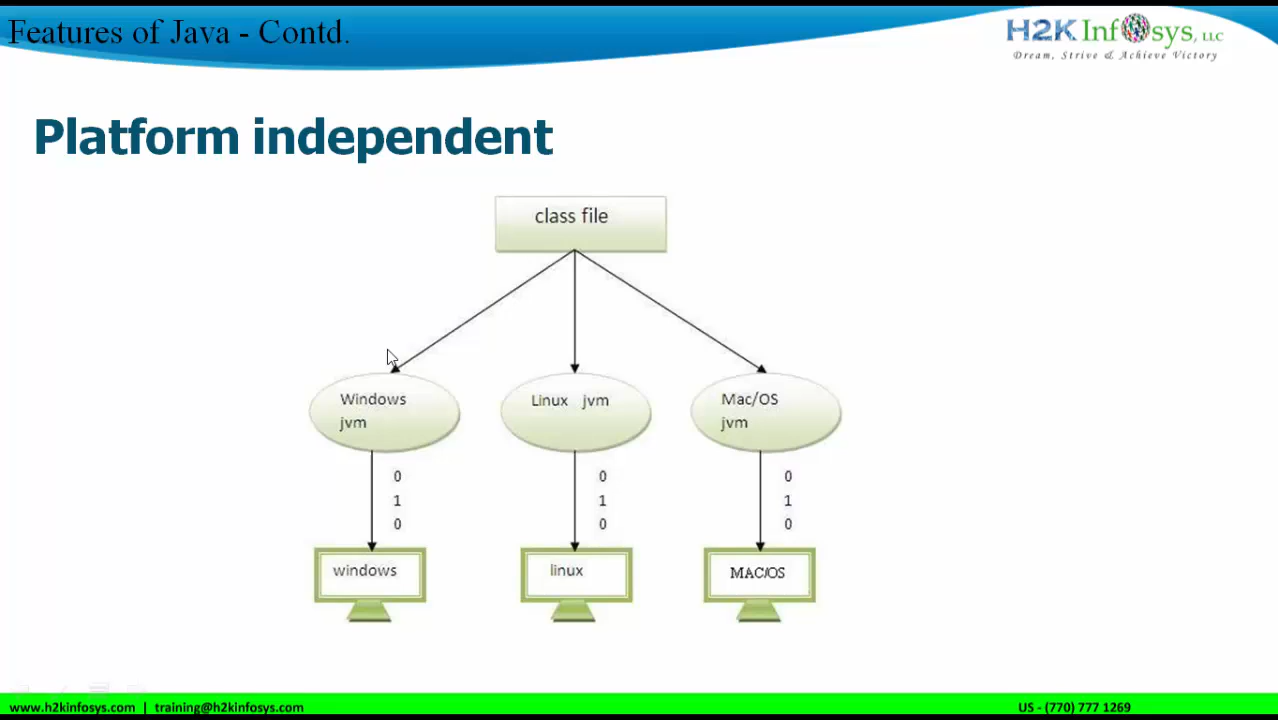 Features of Java - Contd.
H2K Infosys, LLC
Dream, Strive & Achieve Victory
Platform independent
class file
Windows
jvm
Linux jvm
Mac/OS
jvm
0 0 0
1 1 1
0 0 0
windows
linux
MAC/OS
www.h2kinfosys.com | training@h2kinfosys.com
US - (770) 777 1269